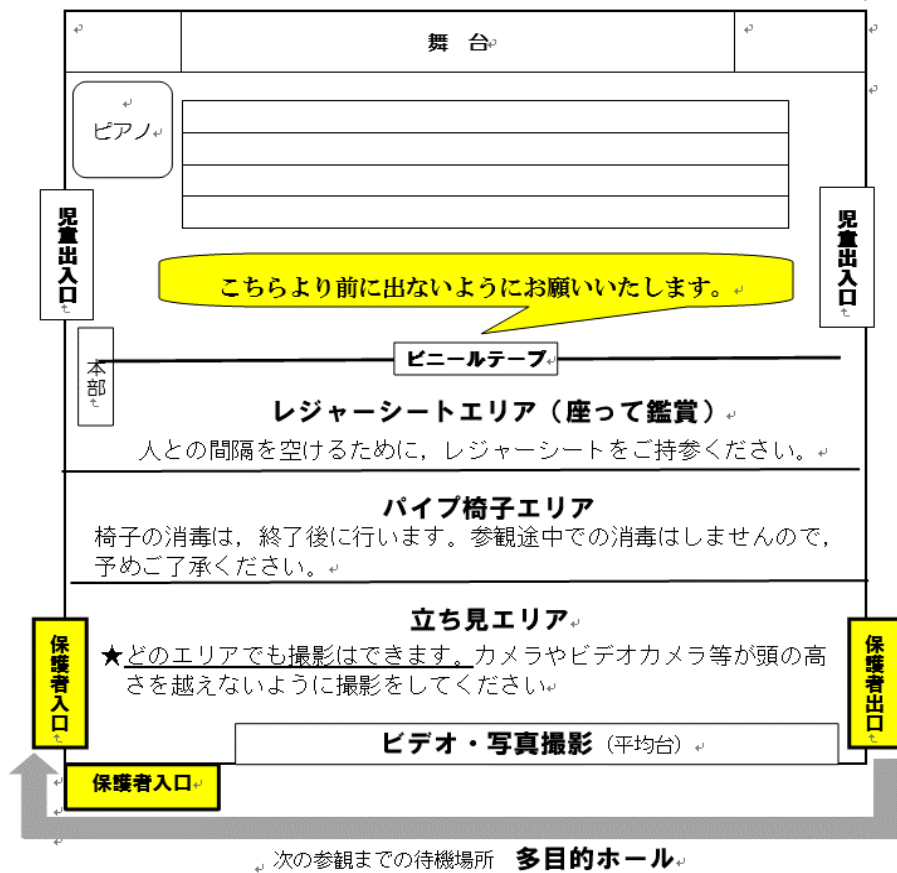 舞 台
ピアノ
児童出入口
児童出入口
こちらより前に出ないようにお願いいたします。
ビニールテープ
本部
レジャーシートエリア（座って鑑賞）
人との間隔を空けるために，レジャーシートをご持参ください。
パイプ椅子エリア
椅子の消毒は，終了後に行います。参観途中での消毒はしませんので，
予めご了承ください。
立ち見エリア
★どのエリアでも撮影はできます。カメラやビデオカメラ等が頭の高
さを越えないように撮影をしてください
保護者入口
保護者出口
ビデオ・写真撮影（平均台）
保護者入口
次の参観までの待機場所　多目的ホール